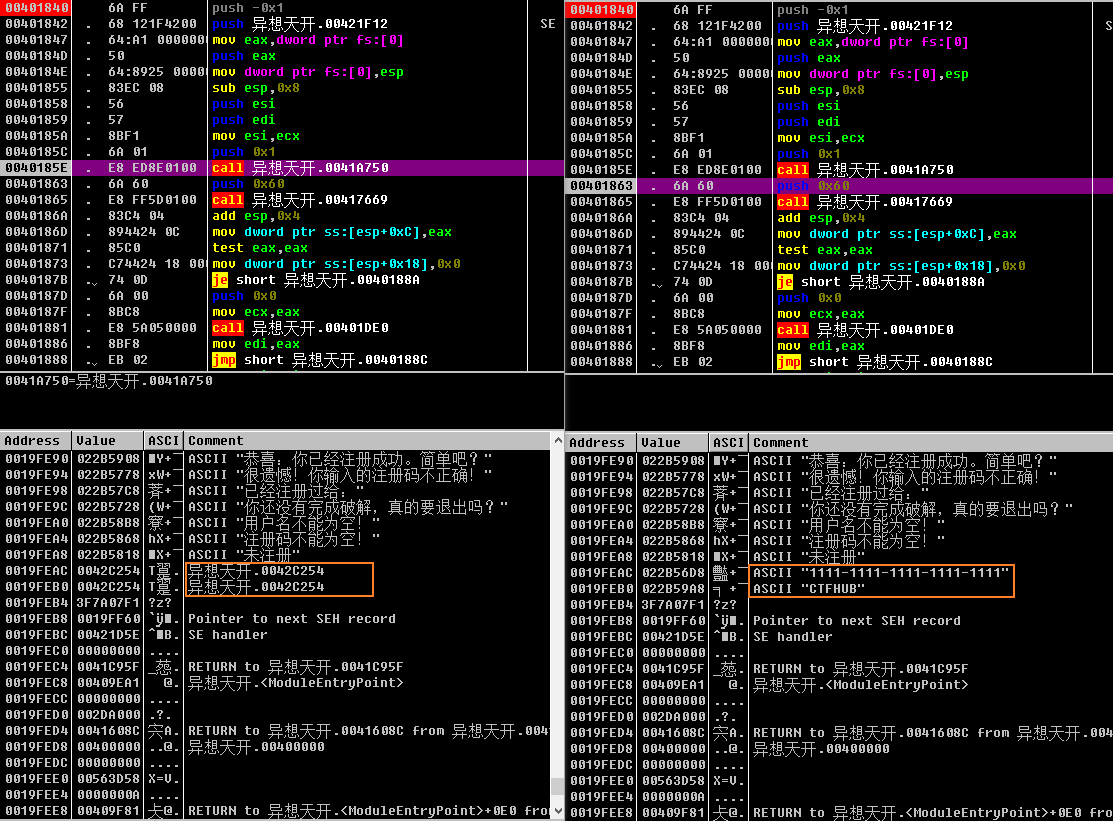 00401840 6A FF push -0x1
00401842 . 68 121F4200 push 异想天开.00421F12 SE
00401847 . 64:A1 0000000 mov eax,dword ptr fs:[0]
0040184D . 50 push eax
0040184E . 64:8925 0000 mov dword ptr fs:[0],esp
00401855 . 83EC 08 sub esp,0x8
00401858 . 56 push esi
00401859 . 57 push edi
0040185A . 8BF1 mov esi,ecx
0040185C . 6A 01 push 0x1
0040185E . E8 ED8E0100 call 异想天开.0041A750
00401863 . 6A 60 push 0x60
00401865 . E8 FF5D0100 call 异想天开.00417669
0040186A . 83C4 04 add esp,0x4
0040186D . 894424 0C mov dword ptr ss:[esp+0xC],eax
00401871 . 85C0 test eax,eax
00401873 . C74424 18 000 mov dword ptr ss:[esp+0x18],0x0
0040187B . 74 0D je short 异想天开.0040188A
0040187D . 6A 00 push 0x0
0040187F . 8BC8 mov ecx,eax
00401881 . E8 5A050000 call 异想天开.00401DE0
00401886 . 8BF8 mov edi,eax
00401888 . EB 02 jmp short 异想天开.0040188C
0041A750=异想天开.0041A750
Address Value ASCI Comment
0019FE90 022B5908 ASCII "恭喜：你已经注册成功。简单吧？"
0019FE94 022B5778 xW+ ASCII "很遗憾！你输入的注册码不正确！
0019FE98 022B57C8 ASCII "已经注册过给："
0019FE9C 022B5728 (W+ ASCII "你还没有完成破解，真的要退出吗？"
0019FEA0 022B58B8 ASCII "用户名不能为空！"
0019FEA4 022B5868 hX+ ASCII "注册码不能为空！"
0019FEA8 022B5818 ASCII "未注册"
0019FEAC 0042C254 异想天开.0042C254
0019FEB0 0042C254 异想天开.0042C254
0019FEB4 3F7A07F1 ?z?
0019FEB8 0019FF60 Pointer to next SEH record
0019FEBC 00421D5E SE handler
0019FEC0 00000000 ....
0019FEC4 0041C95F RETURN to 异想天开.0041C95F
0019FEC8 00409EA1 @. 异想天开.<ModuleEntryPoint>
0019FECC 00000000 ....
0019FED0 002DA000 .?.
0019FED4 0041608C RETURN to 异想天开.0041608C from 异想天开.004
0019FED8 00400000 ..@. 异想天开.00400000
0019FEDC 00000000 ....
0019FEE0 00563D58 X=V.
0019FEE4 0000000A ....
0019FEE8 00409F81 RETURN to 异想天开.<ModuleEntryPoint>+0E0 fro
00401840 6A FF push -0x1
00401842 . 68 121F4200 push 异想天开.00421F12 S
00401847 . 64:A1 0000000 mov eax,dword ptr fs:[0]
0040184D . 50 push eax
0040184E . 64:8925 0000 mov dword ptr fs:[0],esp
00401855 . 83EC 08 sub esp,0x8
00401858 . 56 push esi
00401859 . 57 push edi
0040185A . 8BF1 mov esi,ecx
0040185C . 6A 01 push 0x1
0040185E . E8 ED8E0100 call 异想天开.0041A750
00401863 . 6A 60 push 0x60
00401865 . E8 FF5D0100 call 异想天开.00417669
0040186A . 83C4 04 add esp,0x4
0040186D . 894424 0C mov dword ptr ss:[esp+0xC],eax
00401871 . 85C0 test eax,eax
00401873 . C74424 18 000 mov dword ptr ss:[esp+0x18],0x0
0040187B . 74 0D je short 异想天开.0040188A
0040187D . 6A 00 push 0x0
0040187F . 8BC8 mov ecx,eax
00401881 . E8 5A050000 call 异想天开.00401DE0
00401886 . 8BF8 mov edi,eax
00401888 . EB 02 jmp short 异想天开.0040188C
Address Value ASCI Comment
0019FE90 022B5908 ASCII "恭喜：你已经注册成功。简单吧？"
0019FE94 022B5778 xW+ ASCII "很遗憾！你输入的注册码不正确！
0019FE98 022B57C8 ASCII "已经注册过给："
0019FE9C 022B5728 (W+ ASCII "你还没有完成破解，真的要退出吗？"
0019FEA0 022B58B8 ASCII "用户名不能为空！"
0019FEA4 022B5868 hX+ ASCII "注册码不能为空！"
0019FEA8 022B5818 ASCII "未注册"
0019FEAC 022B56D8 ASCII "1111-1111-1111-1111-1111"
0019FEB0 022B59A8 ASCII "CTFHUB"
0019FEB4 3F7A07F1 ?z?
0019FEB8 0019FF60 Pointer to next SEH record
0019FEBC 00421D5E SE handler
0019FEC0 00000000 ....
0019FEC4 0041C95F RETURN to 异想天开.0041C95F
0019FEC8 00409EA1 @. 异想天开.<ModuleEntryPoint>
0019FECC 00000000 ....
0019FED0 002DA000 .?.
0019FED4 0041608C RETURN to 异想天开.0041608C from 异想天开.004
0019FED8 00400000 ..@. 异想天开.00400000
0019FEDC 00000000 ....
0019FEE0 00563D58 X=V.
0019FEE4 0000000A ....
0019FEE8 00409F81 RETURN to 异想天开.<ModuleEntryPoint>+0E0 fro